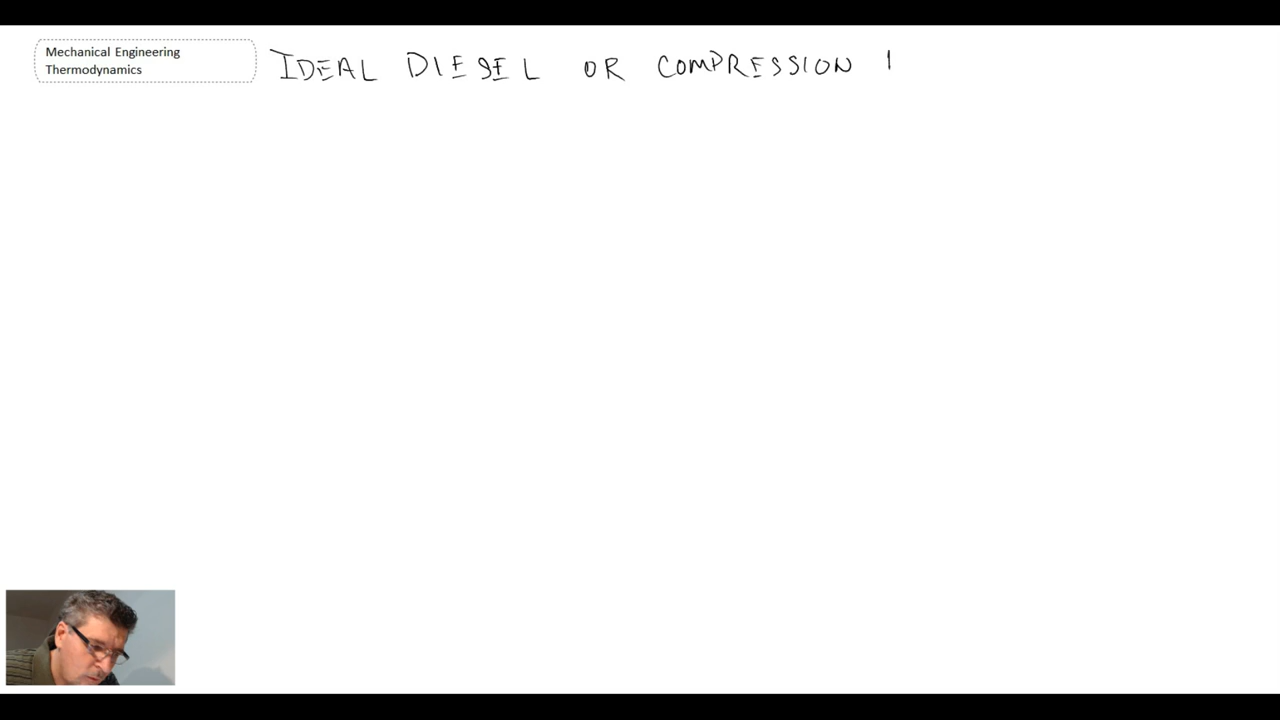 Mechanical Engineering
Thermodynamics
IDEAL DIESEL OR COMPRESSION I